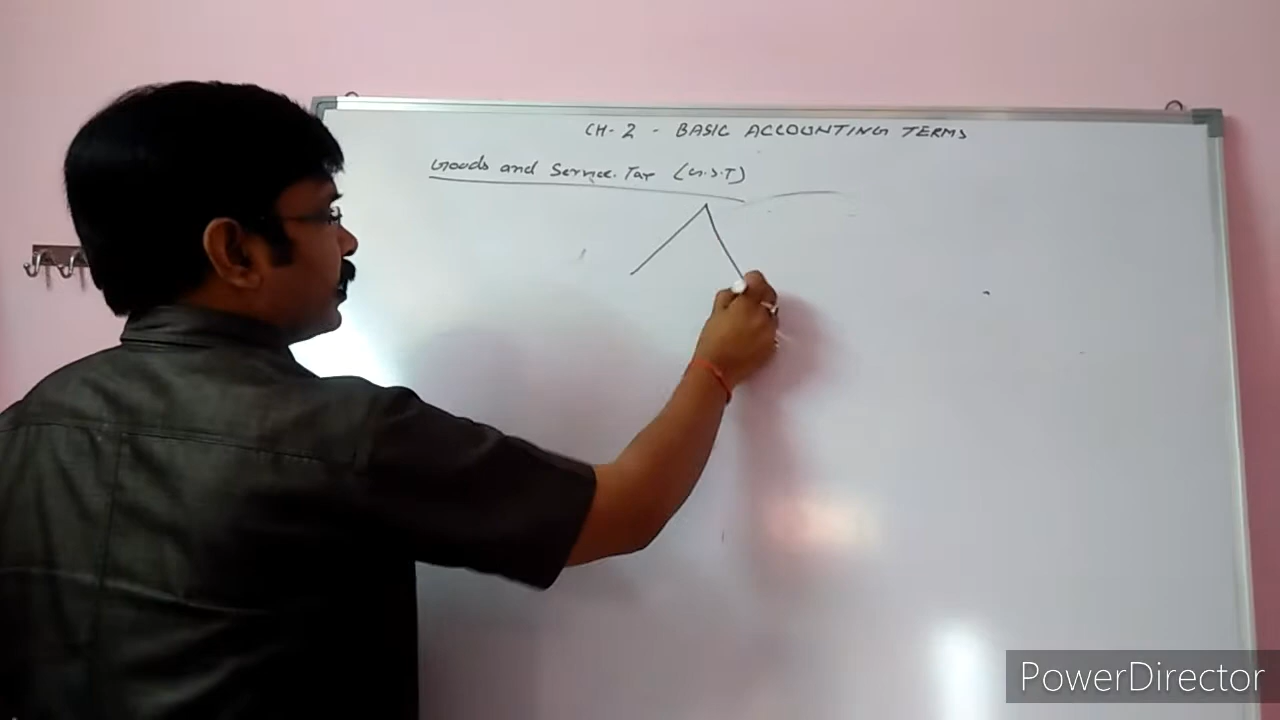 CH-2 - BASIC ACCOUNTING TERMS
Goods and Service Tax (G.S.T)
PowerDirector